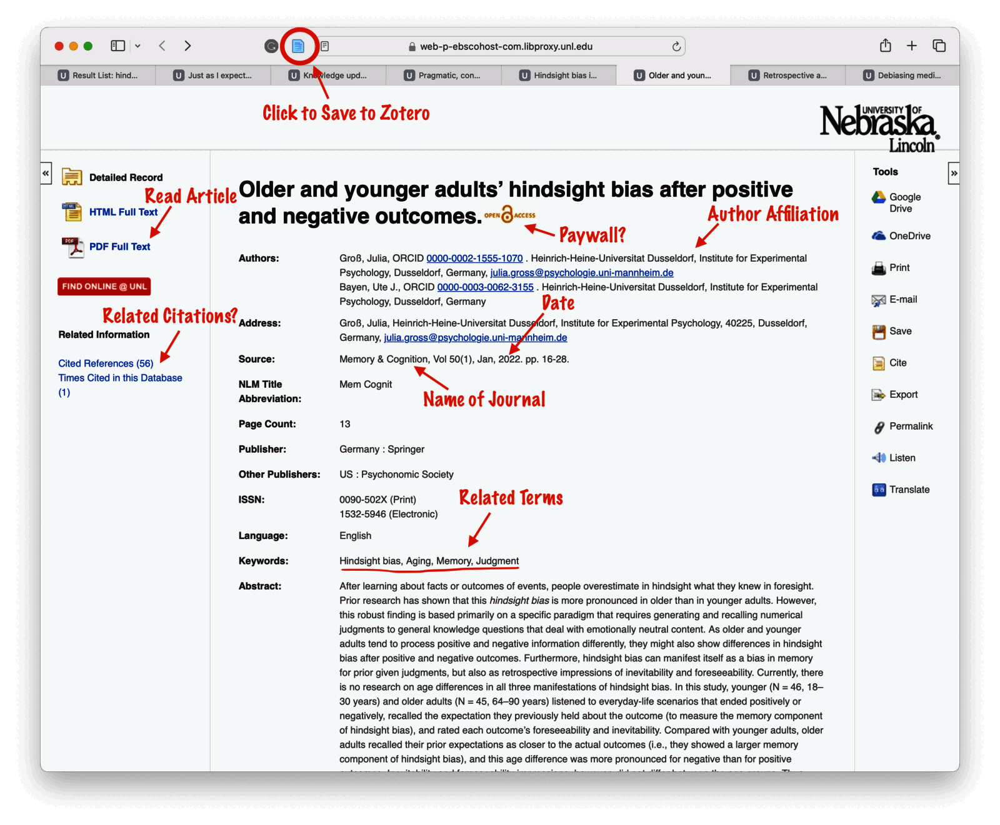 web-p-ebscohost-com.libproxy.unl.edu
U Result List: hind...
U Just as I expect...
U Knowledge upd...
U Pragmatic, con...
U Hindsight bias i...
U Older and youn...
U Retrospective a...
U Debiasing medi...
Click to Save to Zotero
UNIVERSITY OF
Nebraska®
Lincoln
«
Detailed Record
Read Article
HTML Full Text
PDF Full Text
FIND ONLINE @ UNL
Related Citations?
Related Information
Cited References (56)
Times Cited in this Database
(1)
Older and younger adults’ hindsight bias after positive
and negative outcomes. OPEN ACCESS
Paywall?
Author Affiliation
Authors: Groß, Julia, ORCID 0000-0002-1555-1070 . Heinrich-Heine-Universitat Dusseldorf, Institute for Experimental
Psychology, Dusseldorf, Germany, julia.gross@psychologie.uni-mannheim.de
Bayen, Ute J., ORCID 0000-0003-0062-3155 . Heinrich-Heine-Universitat Dusseldorf, Institute for Experimental
Psychology, Dusseldorf, Germany
Date
Address: Groß, Julia, Heinrich-Heine-Universitat Dusseldorf, Institute for Experimental Psychology, 40225, Dusseldorf,
Germany, julia.gross@psychologie.uni-mannheim.de
Source: Memory & Cognition, Vol 50(1), Jan, 2022. pp. 16-28.
Name of Journal
NLM Title Mem Cognit
Abbreviation:
Page Count: 13
Publisher: Germany : Springer
Other Publishers: US : Psychonomic Society
ISSN: 0090-502X (Print)
1532-5946 (Electronic)
Related Terms
Language: English
Keywords: Hindsight bias, Aging, Memory, Judgment
Abstract: After learning about facts or outcomes of events, people overestimate in hindsight what they knew in foresight.
Prior research has shown that this hindsight bias is more pronounced in older than in younger adults. However,
this robust finding is based primarily on a specific paradigm that requires generating and recalling numerical
judgments to general knowledge questions that deal with emotionally neutral content. As older and younger
adults tend to process positive and negative information differently, they might also show differences in hindsight
bias after positive and negative outcomes. Furthermore, hindsight bias can manifest itself as a bias in memory
for prior given judgments, but also as retrospective impressions of inevitability and foreseeability. Currently, there
is no research on age differences in all three manifestations of hindsight bias. In this study, younger (N = 46, 18–
30 years) and older adults (N = 45, 64–90 years) listened to everyday-life scenarios that ended positively or
negatively, recalled the expectation they previously held about the outcome (to measure the memory component
of hindsight bias), and rated each outcome’s foreseeability and inevitability. Compared with younger adults, older
adults recalled their prior expectations as closer to the actual outcomes (i.e., they showed a larger memory
component of hindsight bias), and this age difference was more pronounced for negative than for positive
Tools
»
Google
Drive
OneDrive
Print
E-mail
Save
Cite
Export
Permalink
Listen
Translate